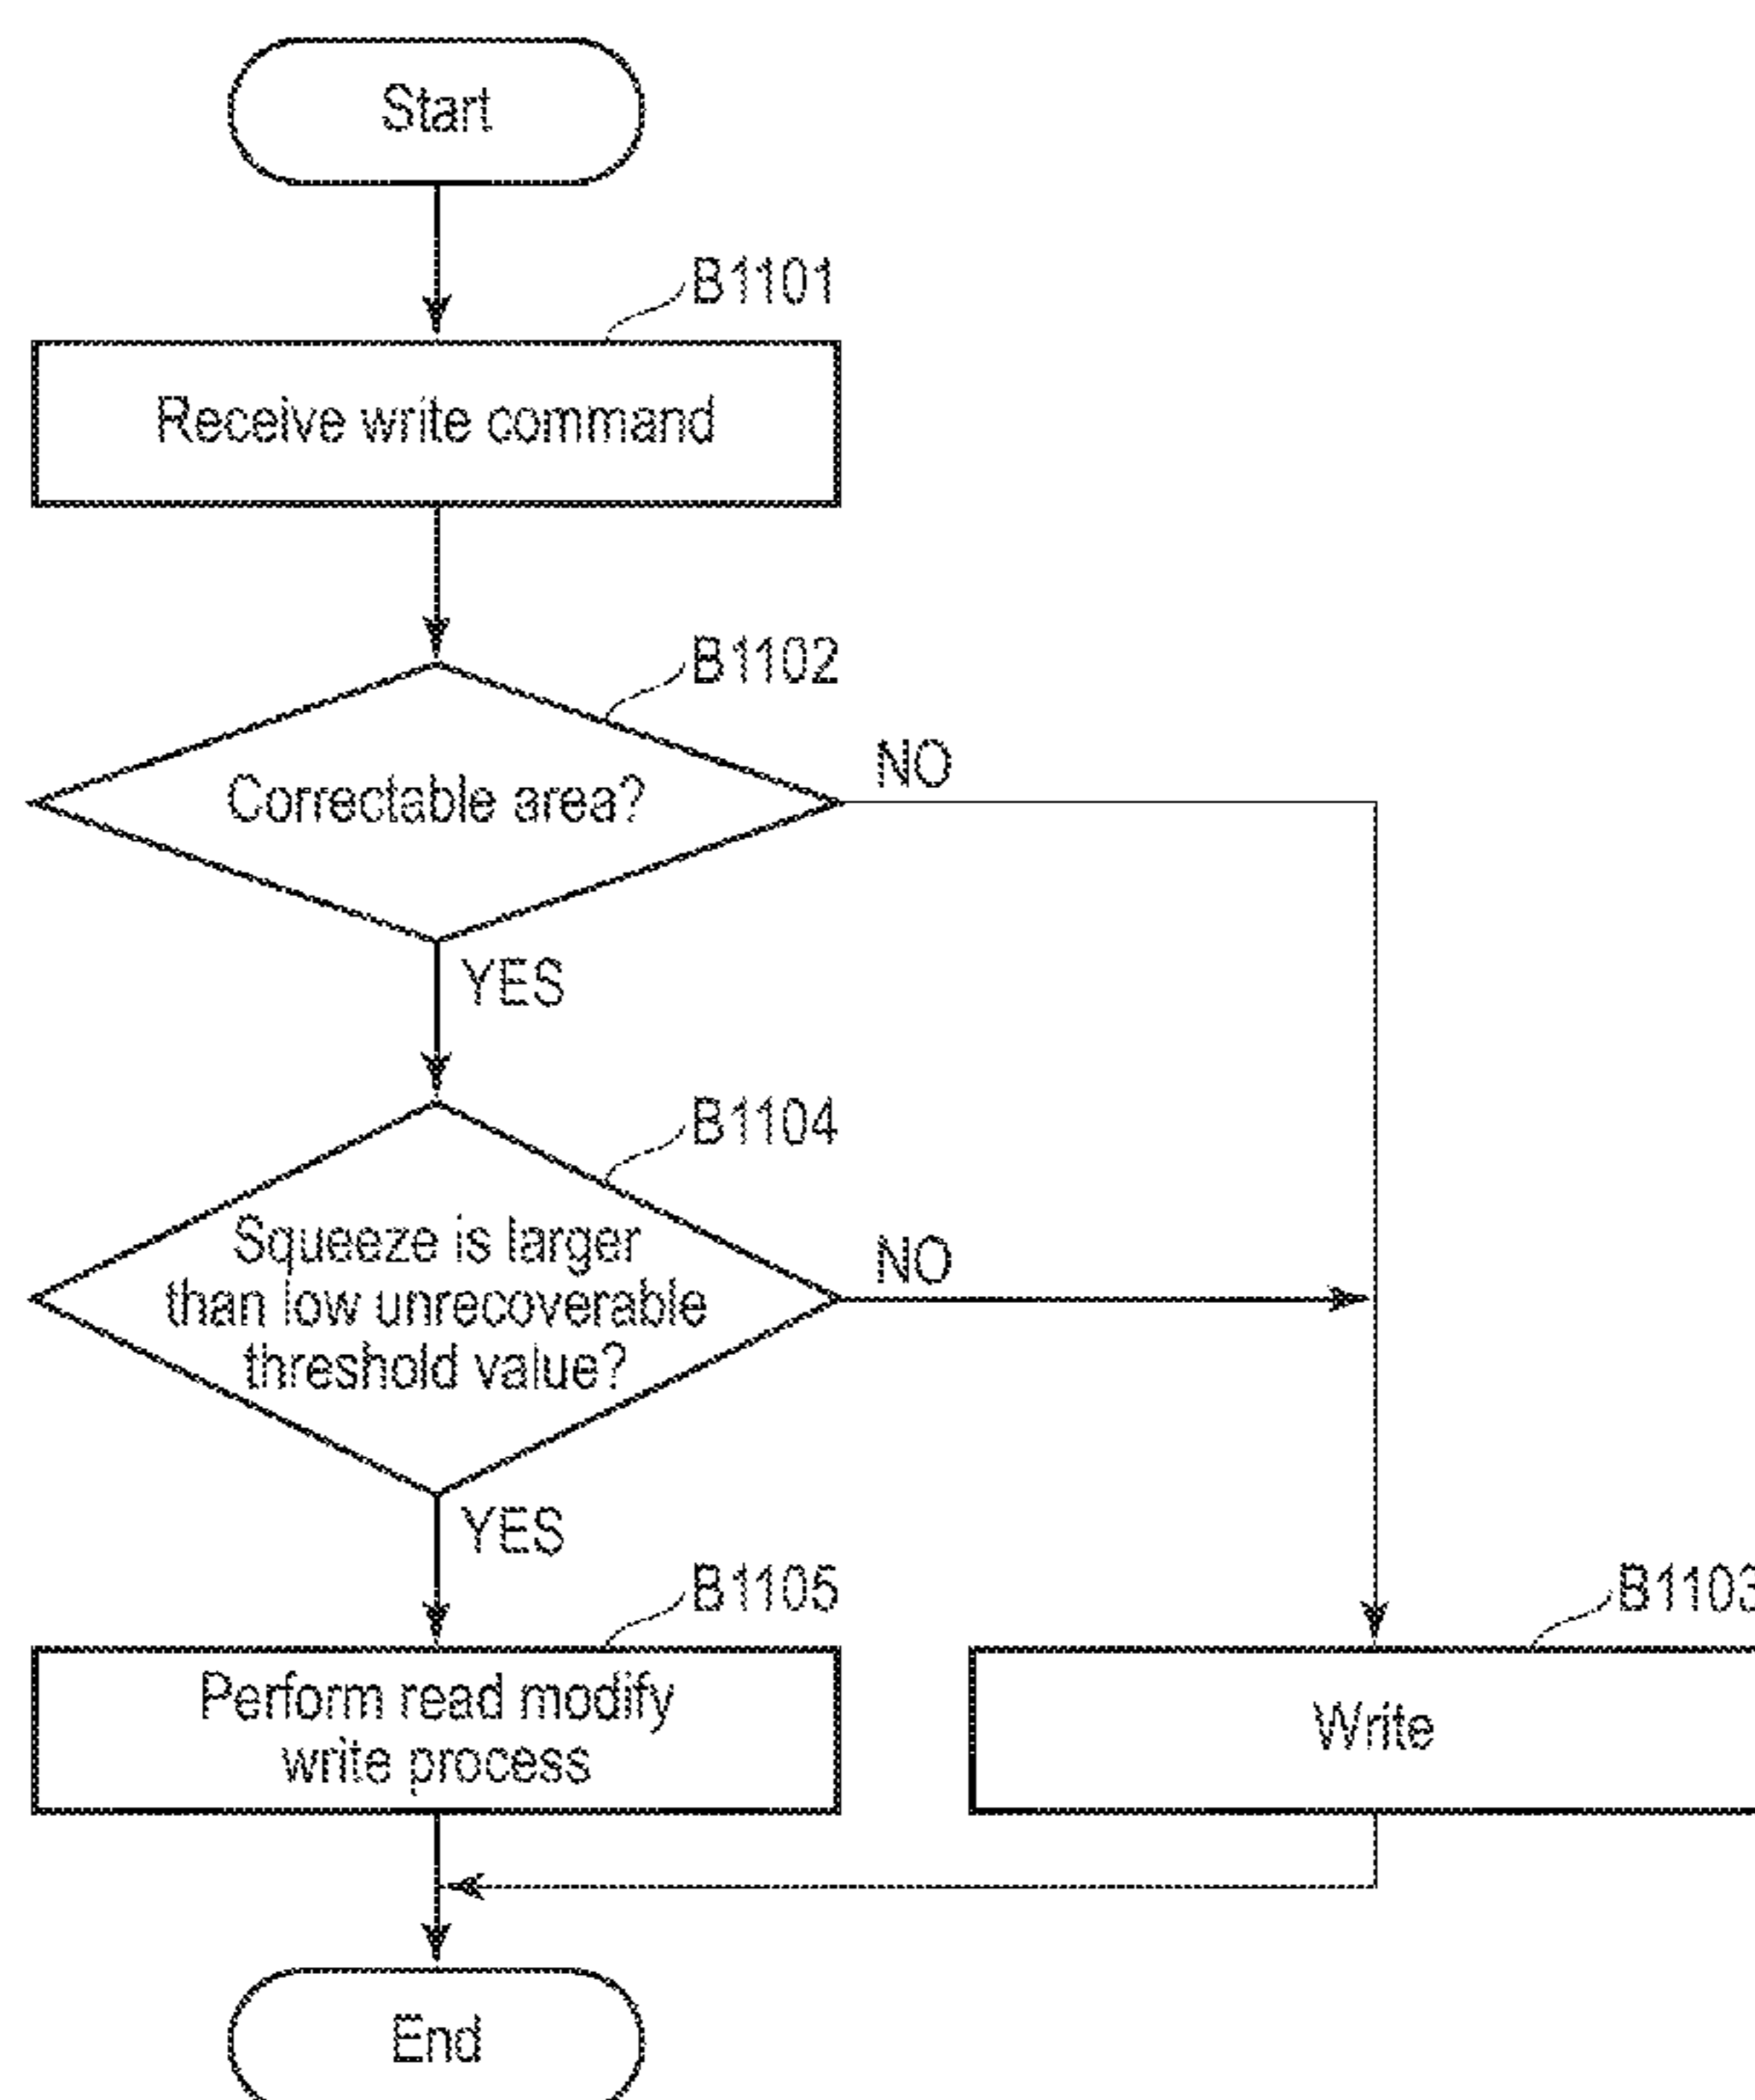 Start
B1101
Receive write command
B1102
Correctable area?
NO
YES
B1104
Squeeze is larger
than low unrecoverable
threshold value?
NO
YES
B1105
Perform read modify
write process
B1103
Write
End